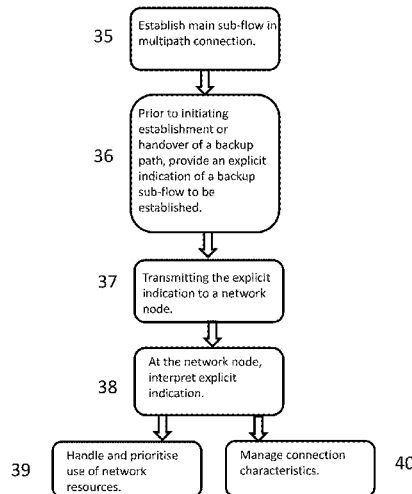 35
Establish main sub-flow in
multipath connection.
36
Prior to initiating
establishment or
handover of a backup
path, provide an explicit
indication of a backup
sub-flow to be
established.
37
Transmitting the explicit
indication to a network
node.
38
At the network node,
interpret explicit
indication.
39
Handle and prioritise
use of network
resources.
Manage connection
characteristics.
40